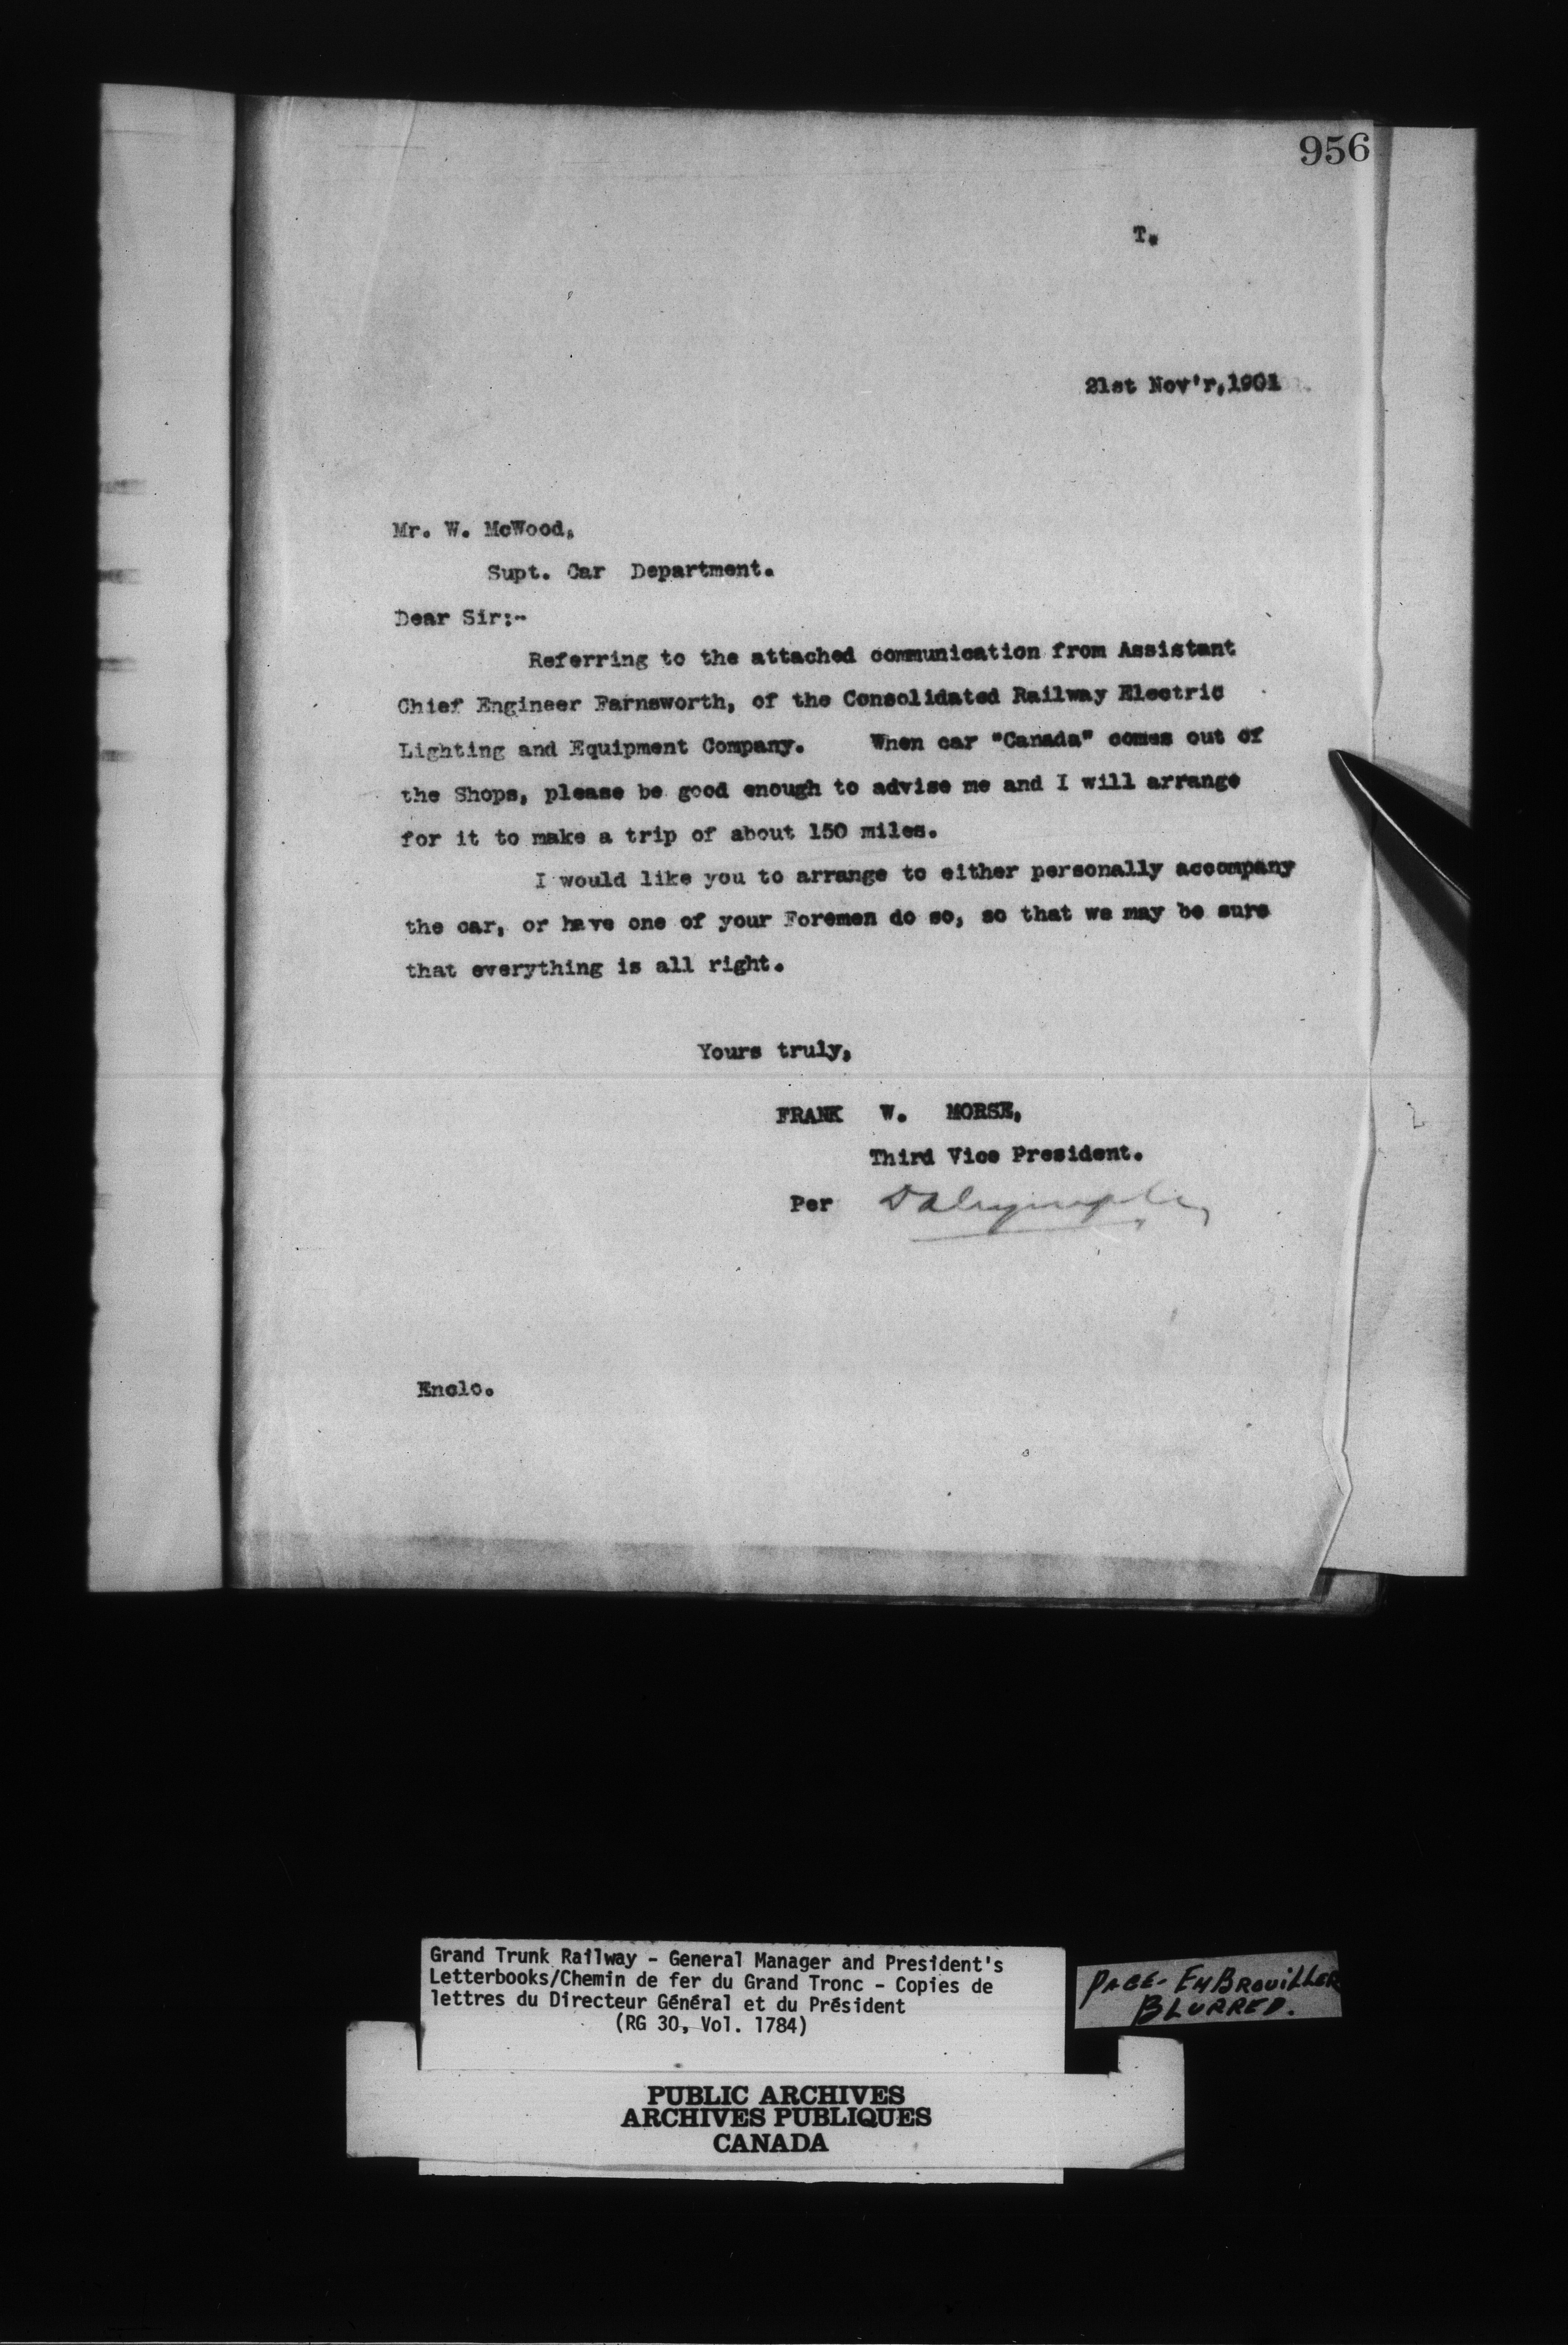 956
T.
21st Nov'r,1901
Mr. W. McWood,
Supt. Car Department.
Dear Sir:-
Referring to the attached communication from Assistant
Chief Engineer Farnsworth, of the Consolidated Railway Electric
Lighting and Equipment Company. When car "Canada" comes out of
the Shops, please be good enough to advise me and I will arrange
for it to make a trip of about 150 miles.
I would like you to arrange to either personally accompany
the car, or have one of your Foremen do so, so that we may be sure
that everything is all right.
Yours truly,
FRANK W. MORSE,
Third Vice President.
Per Dalrymple
Enclo.
Grand Trunk Railway - General Manager and President's
Letterbooks/Chemin de fer du Grand Tronc - Copies de
lettres du Directeur Général et du Président
(RG 30, Vol. 1784)
PAGE- EMBROUILLER
BLURRED.
PUBLIC ARCHIVES
ARCHIVES PUBLIQUES
CANADA